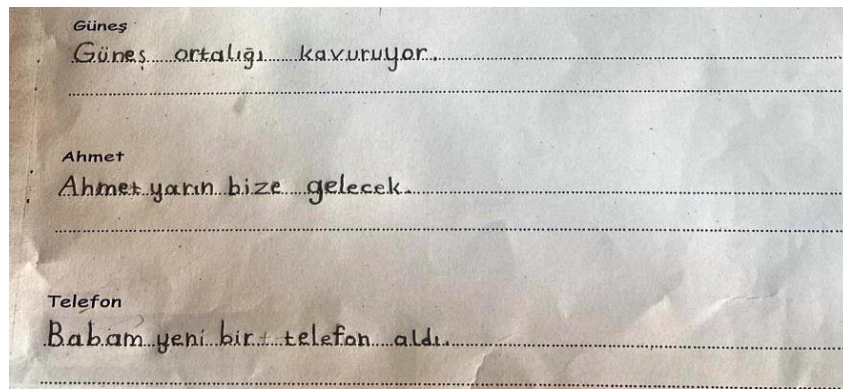 Güneş
Güneş ortalığı kavuruyor.
Ahmet
Ahmet yarın bize gelecek.
Telefon
Babam yeni bir telefon aldı.